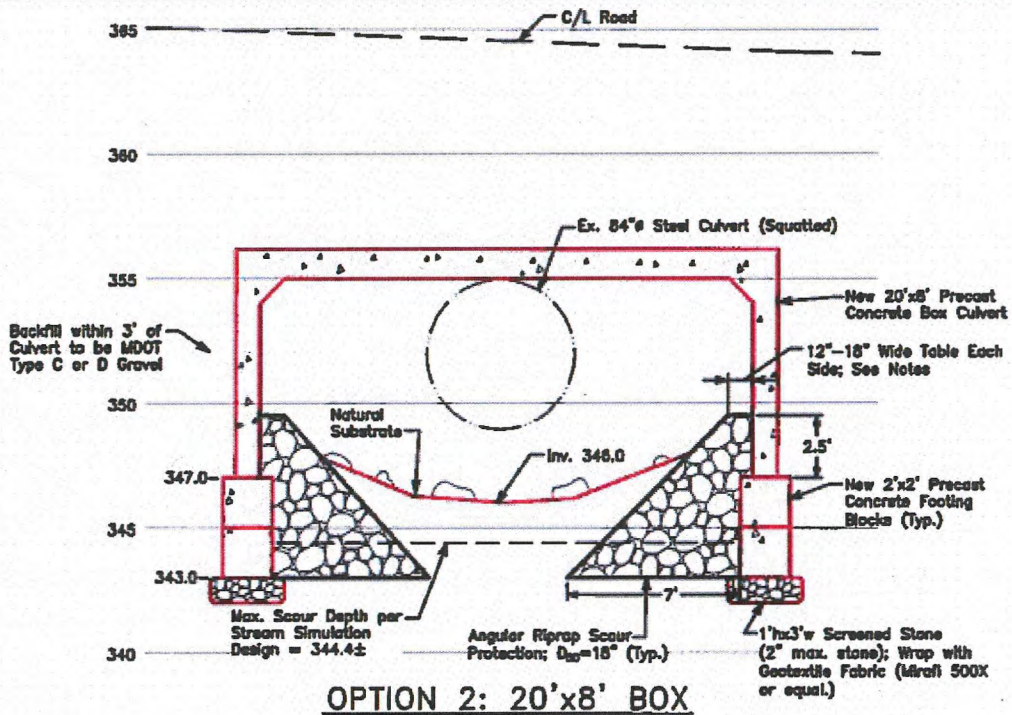 C/L Road
365
360
Ex. 84"ø Steel Culvert (Squatted)
355
New 20'x8' Precast
Concrete Box Culvert
Backfill within 3' of
Culvert to be MDOT
Type C or D Gravel
12"-18" Wide Table Each
Side; See Notes
350
Natural
Substrate
Inv. 346.0
2.5'
347.0
New 2'x2' Precast
Concrete Footing
Blocks (Typ.)
345
343.0
7'
Max. Scour Depth per
Stream Simulation
Design = 344.4±
Angular Riprap Scour
Protection; D50=18" (Typ.)
1'hx3'w Screened Stone
(2" max. stone); Wrap with
Geotextile Fabric (Mirafi 500X
or equal.)
340
OPTION 2: 20'x8' BOX